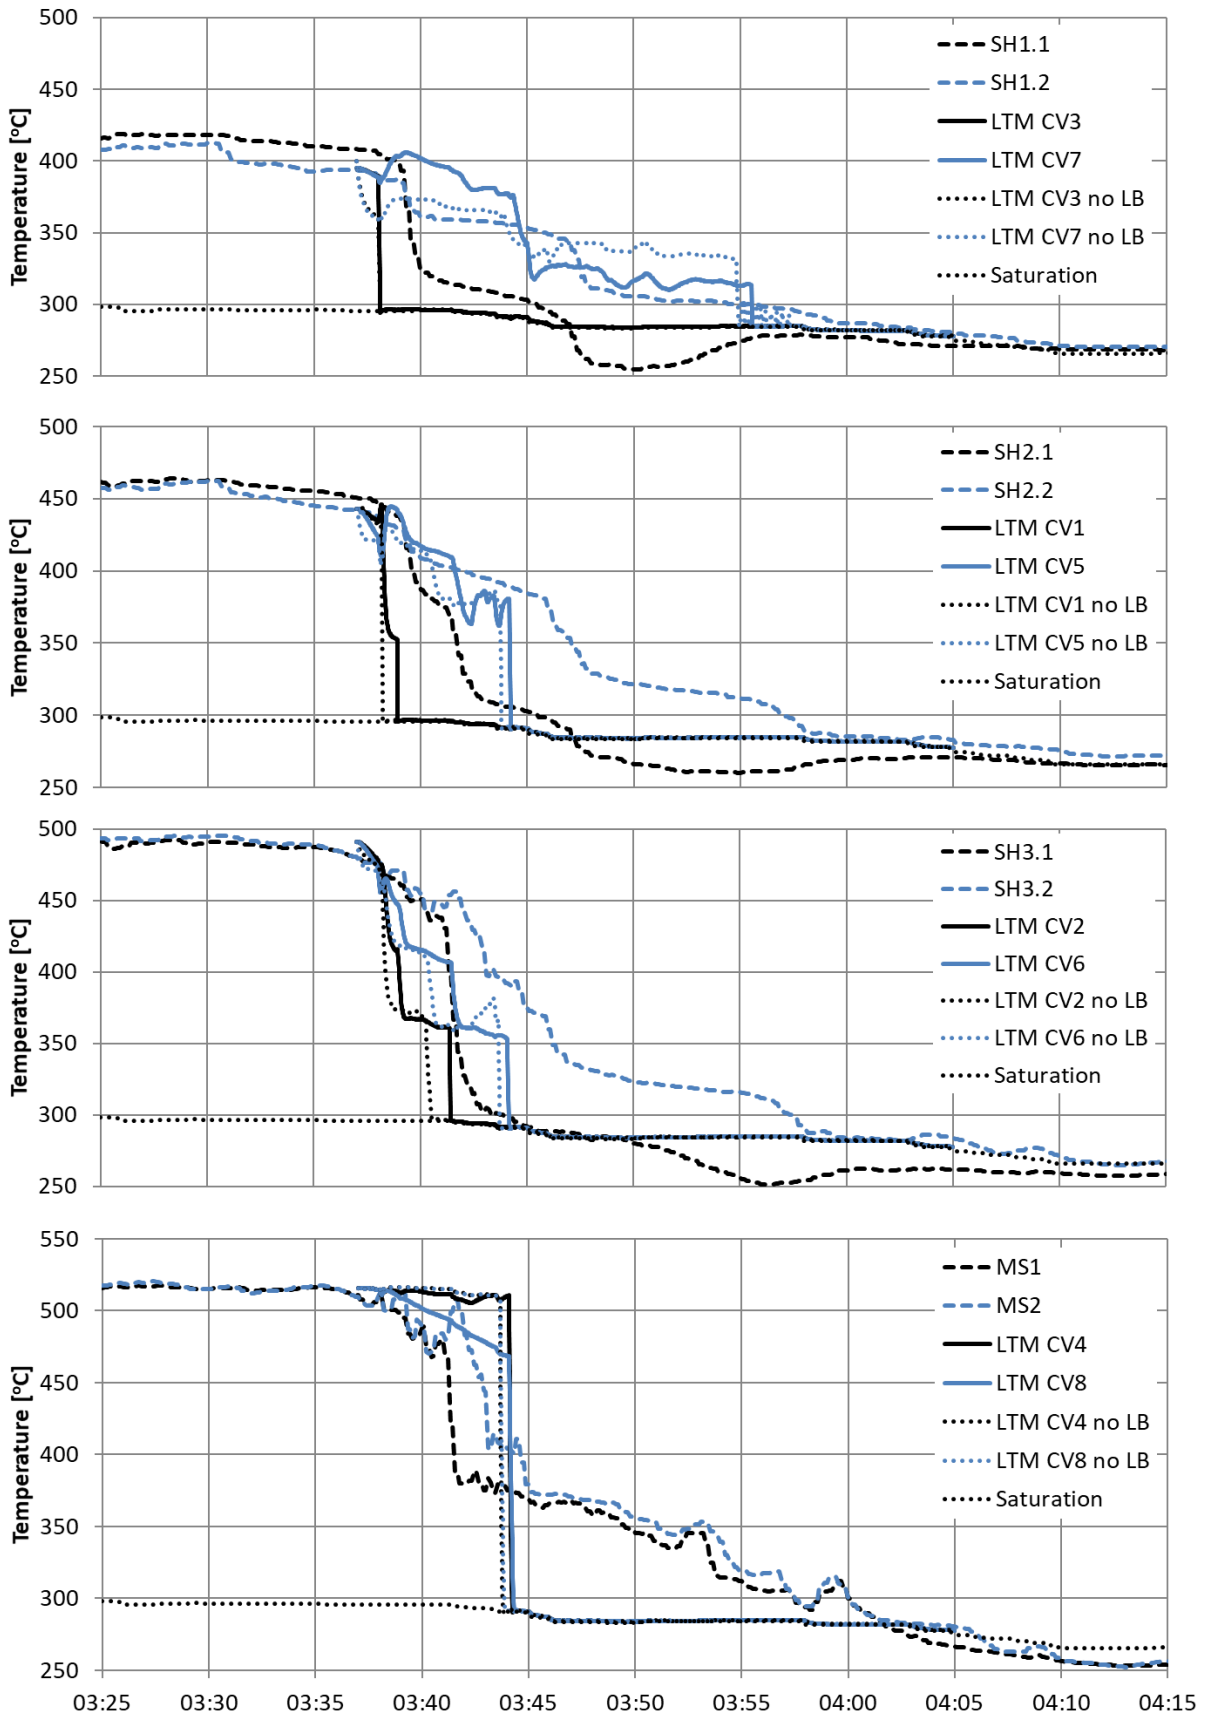 500
450
400
350
300
250
Temperature [°C]
SH1.1
SH1.2
LTM CV3
LTM CV7
LTM CV3 no LB
LTM CV7 no LB
Saturation
500
450
400
350
300
250
Temperature [°C]
SH2.1
SH2.2
LTM CV1
LTM CV5
LTM CV1 no LB
LTM CV5 no LB
Saturation
500
450
400
350
300
250
Temperature [°C]
SH3.1
SH3.2
LTM CV2
LTM CV6
LTM CV2 no LB
LTM CV6 no LB
Saturation
550
500
450
400
350
300
250
Temperature [°C]
MS1
MS2
LTM CV4
LTM CV8
LTM CV4 no LB
LTM CV8 no LB
Saturation
03:25 03:30 03:35 03:40 03:45 03:50 03:55 04:00 04:05 04:10 04:15